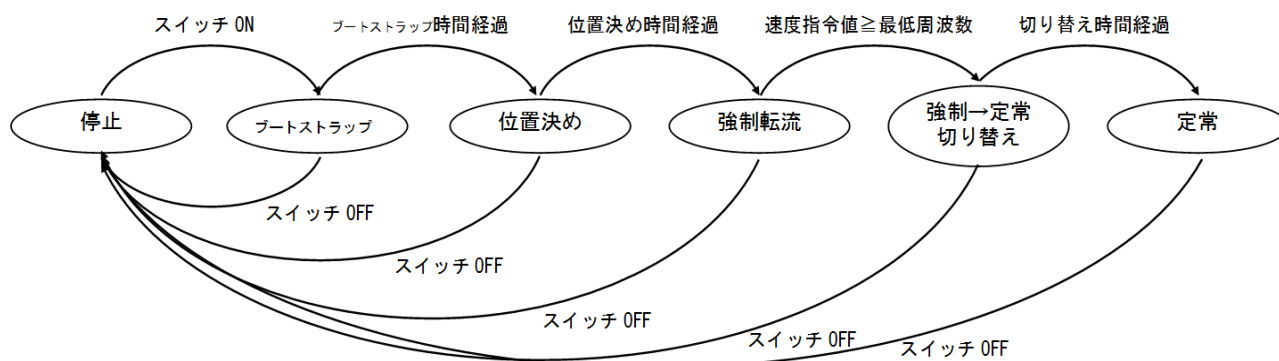 スイッチ ON
ブートストラップ時間経過
位置決め時間経過
速度指令値≧最低周波数
切り替え時間経過
停止
ブートストラップ
位置決め
強制転流
強制→定常
切り替え
定常
スイッチ OFF
スイッチ OFF
スイッチ OFF
スイッチ OFF
スイッチ OFF